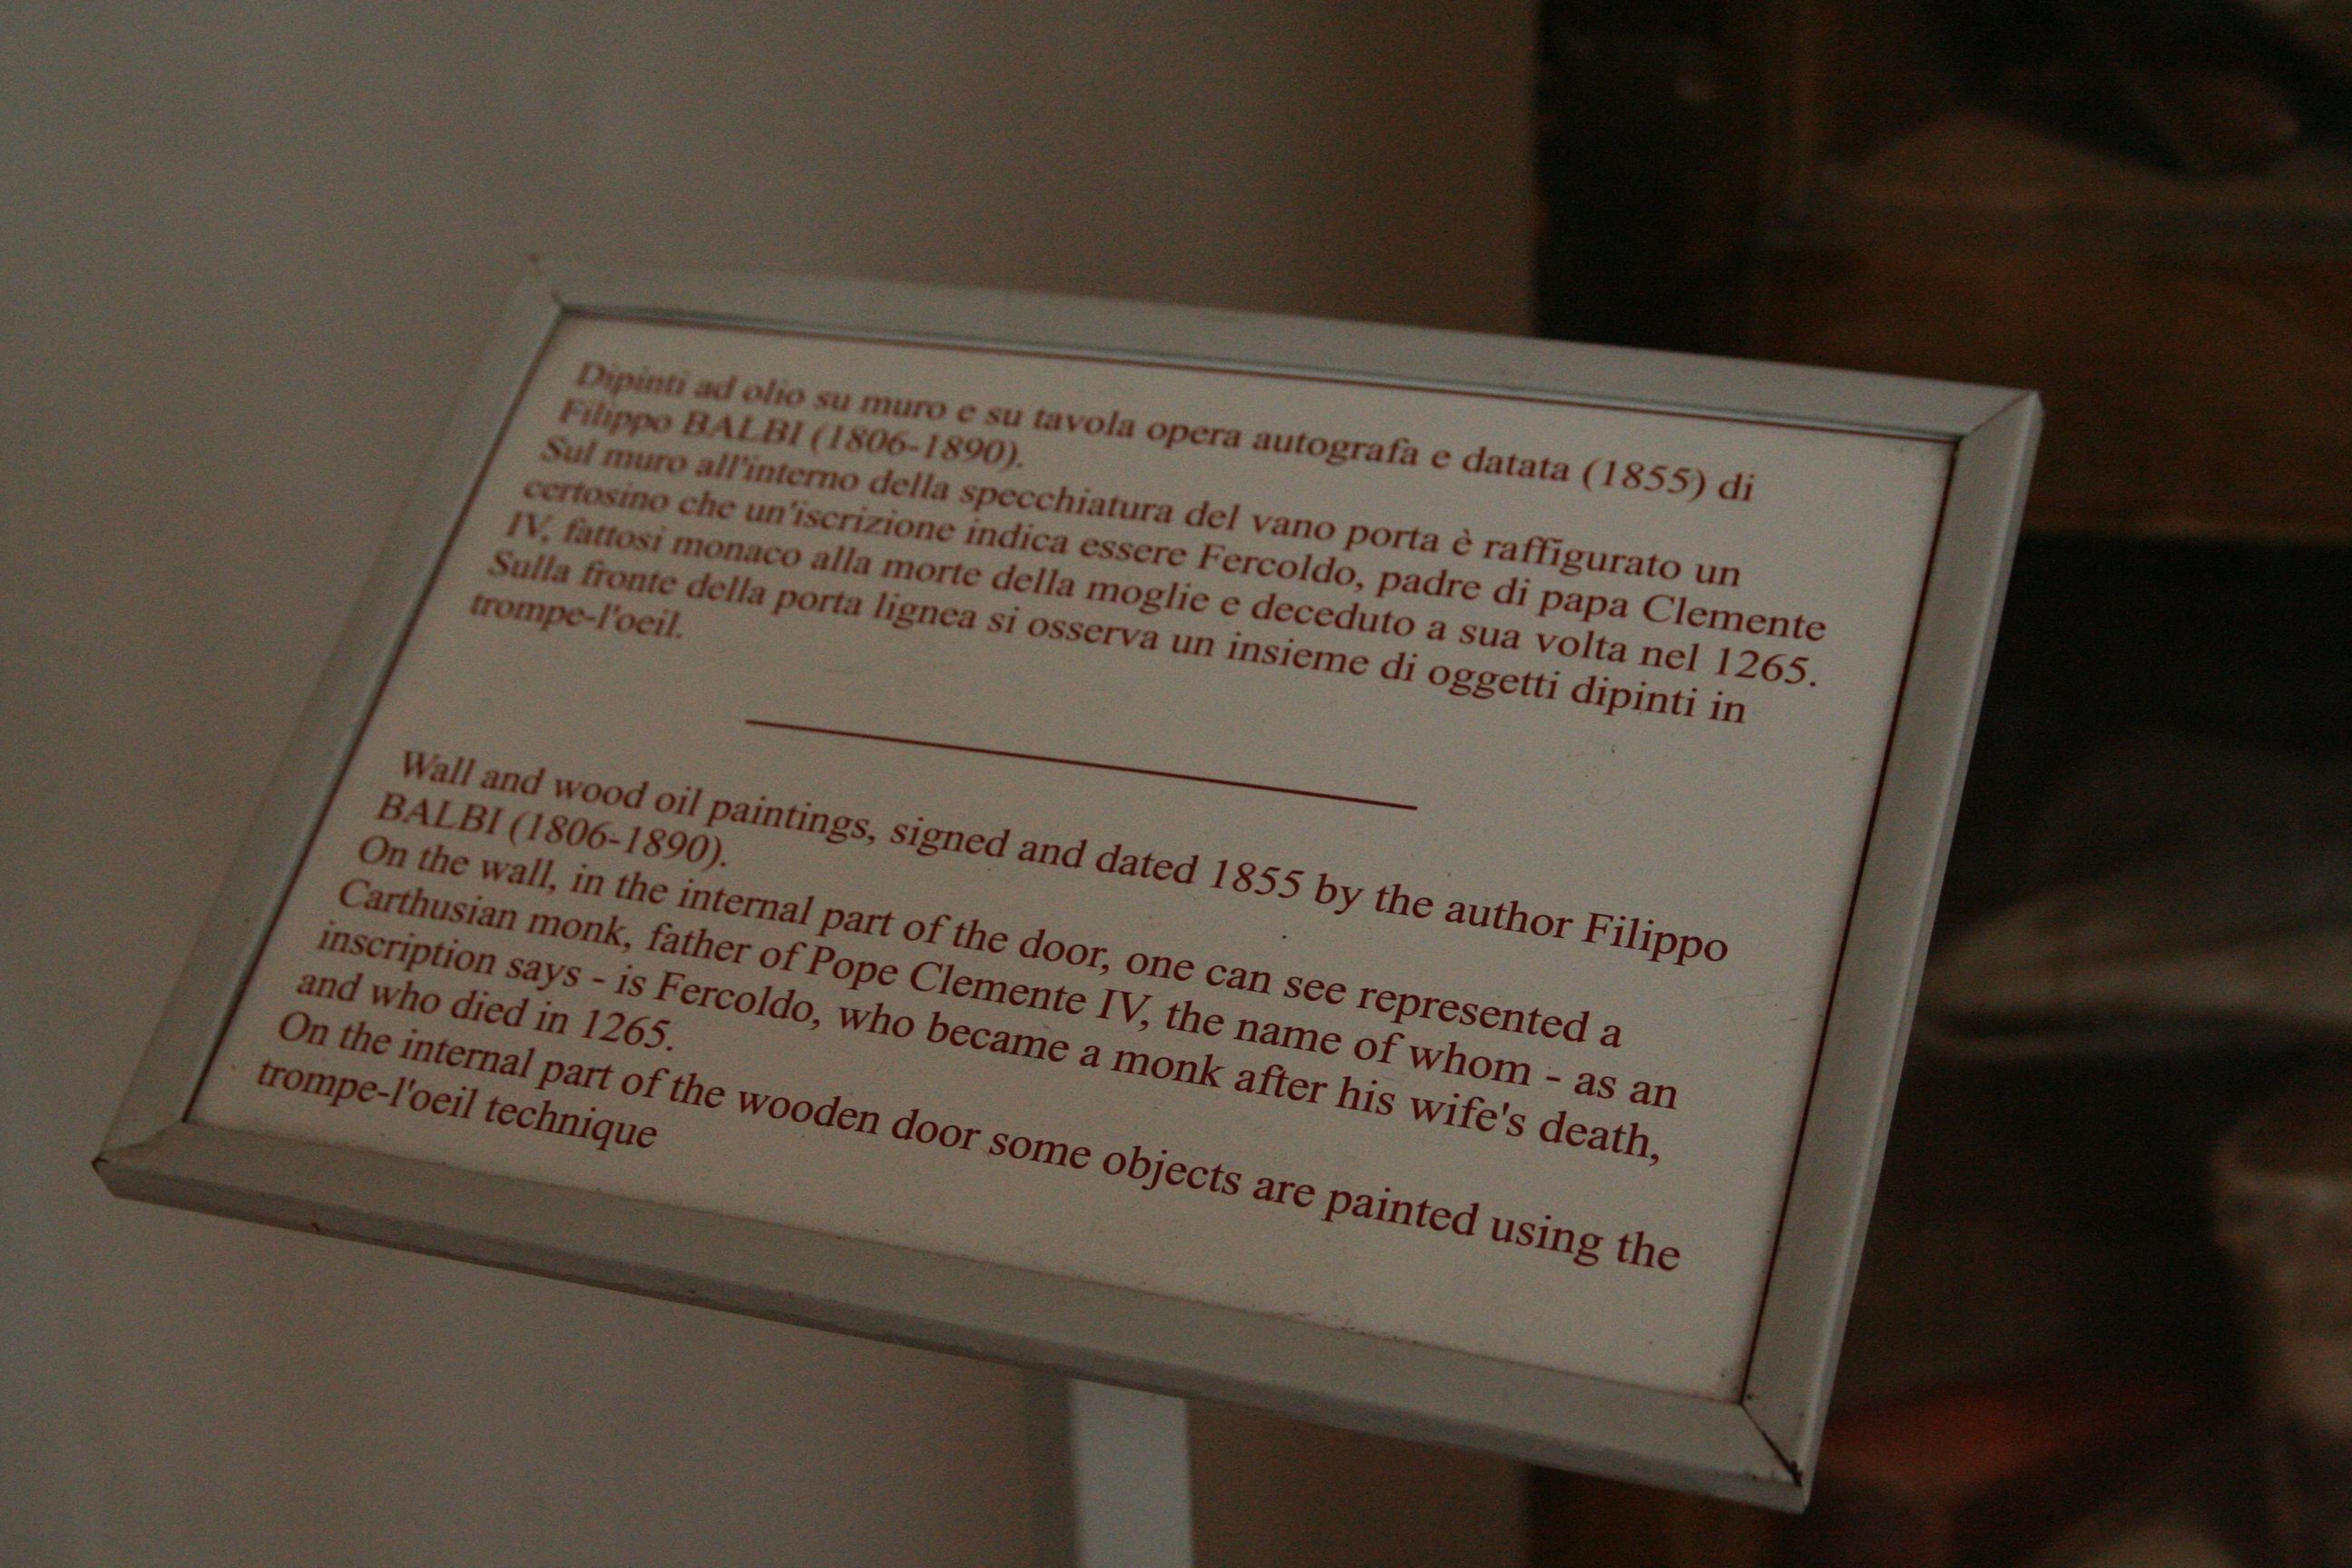 Dipinti ad olio su muro e su tavola opera autografa e datata (1855) di
Filippo BALBI (1806-1890).
Sul muro all'interno della specchiatura del vano porta è raffigurato un
certosino che un'iscrizione indica essere Fercoldo, padre di papa Clemente
IV, fattosi monaco alla morte della moglie e deceduto a sua volta nel 1265.
Sulla fronte della porta lignea si osserva un insieme di oggetti dipinti in
trompe-l'oeil.
Wall and wood oil paintings, signed and dated 1855 by the author Filippo
BALBI (1806-1890).
On the wall, in the internal part of the door, one can see represented a
Carthusian monk, father of Pope Clemente IV, the name of whom - as an
inscription says - is Fercoldo, who became a monk after his wife's death,
and who died in 1265.
On the internal part of the wooden door some objects are painted using the
trompe-l'oeil technique